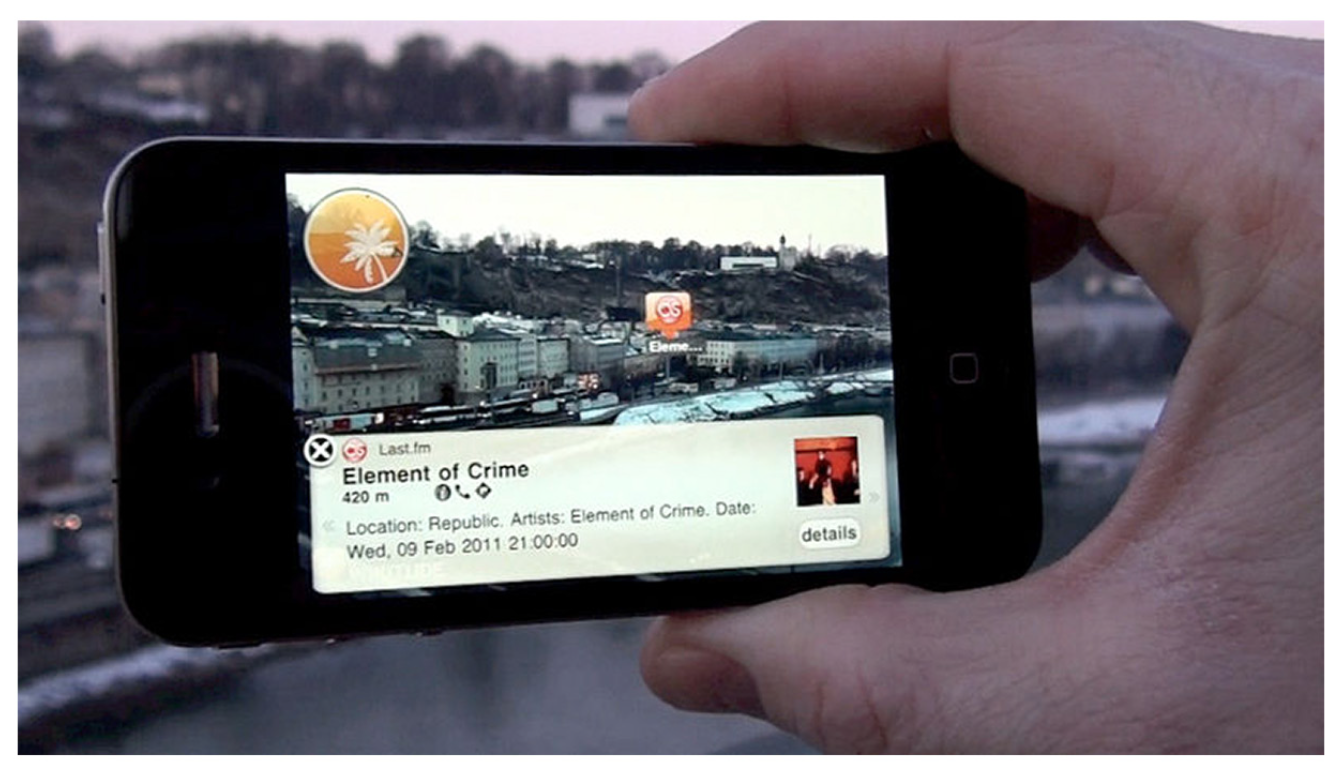 Eleme...
Last.fm
Element of Crime
420 m
Location: Republic. Artists: Element of Crime. Date:
Wed, 09 Feb 2011 21:00:00
details
WIKITUDE